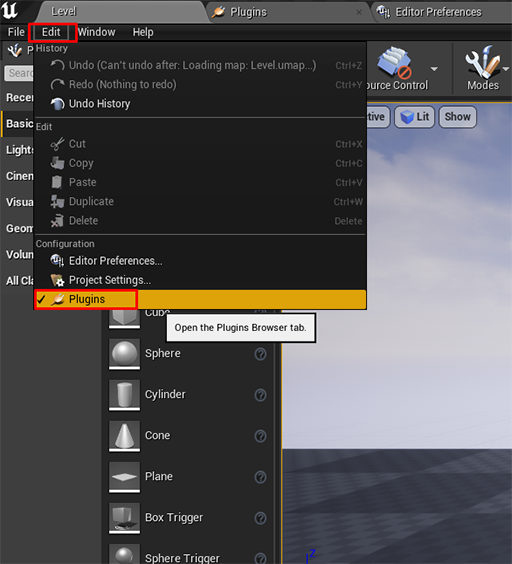 Level
Plugins
Editor Preferences
File Edit Window Help
History
Undo (Can't undo after: Loading map: Level.umap...) Ctrl+Z
Redo (Nothing to redo) Ctrl+Y
Undo History
Edit
Cut Ctrl+X
Copy Ctrl+C
Paste Ctrl+V
Duplicate Ctrl+W
Delete Delete
Configuration
Editor Preferences...
Project Settings...
Plugins
Open the Plugins Browser tab.
P
Sear
Recen
Basic
Lights
Cinem
Visua
Geom
Volum
All Cla
ource Control
Modes
ctive
Lit
Show
Cube
Sphere
Cylinder
Cone
Plane
Box Trigger
Sphere Trigger
Z